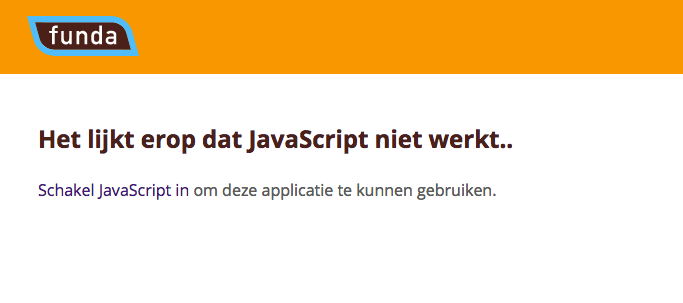 funda
Het lijkt erop dat JavaScript niet werkt..
Schakel JavaScript in om deze applicatie te kunnen gebruiken.